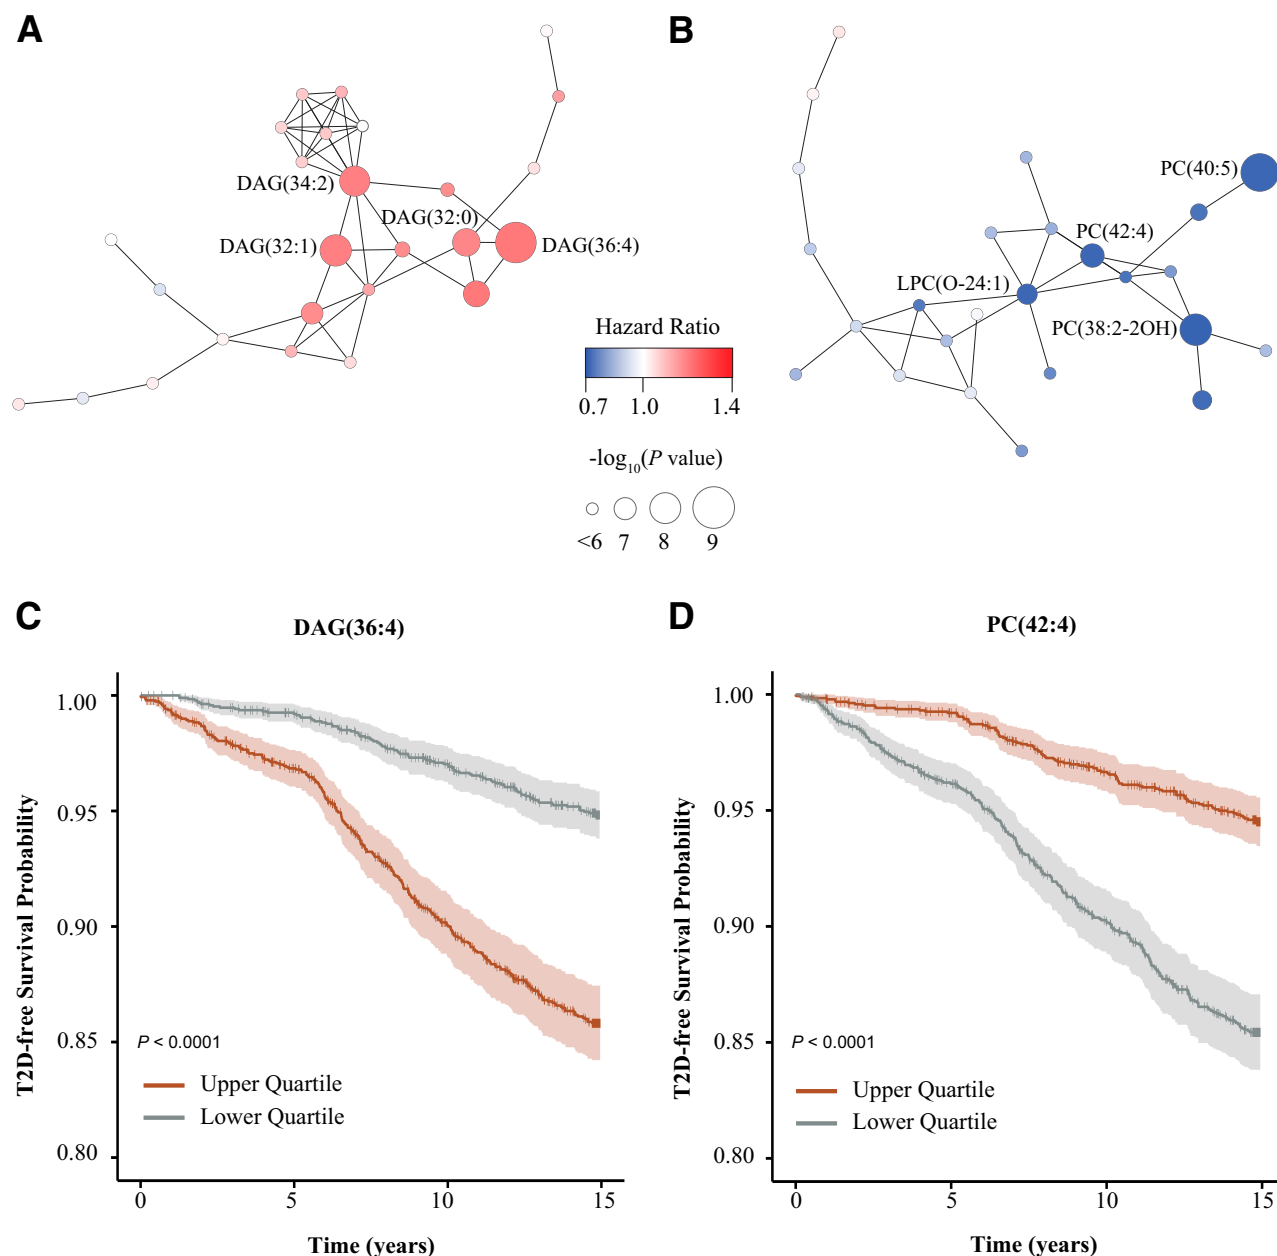 A
B
DAG(34:2)
DAG(32:0)
DAG(32:1)
DAG(36:4)
PC(40:5)
PC(42:4)
LPC(O-24:1)
PC(38:2-2OH)
Hazard Ratio
0.7 1.0 1.4
-log10(P value)
<6 7 8 9
C
DAG(36:4)
T2D-free Survival Probability
1.00
0.95
0.90
0.85
0.80
P < 0.0001
Upper Quartile
Lower Quartile
0 5 10 15
Time (years)
D
PC(42:4)
T2D-free Survival Probability
1.00
0.95
0.90
0.85
0.80
P < 0.0001
Upper Quartile
Lower Quartile
0 5 10 15
Time (years)